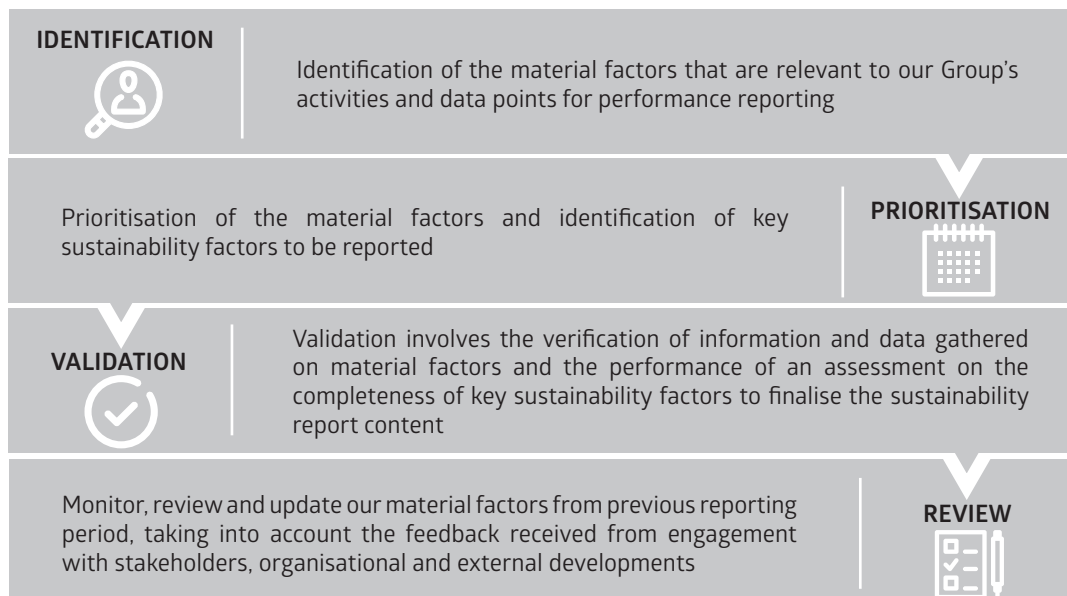 IDENTIFICATION
Identification of the material factors that are relevant to our Group's
activities and data points for performance reporting
Prioritisation of the material factors and identification of key
sustainability factors to be reported
PRIORITISATION
VALIDATION
Validation involves the verification of information and data gathered
on material factors and the performance of an assessment on the
completeness of key sustainability factors to finalise the sustainability
report content
Monitor, review and update our material factors from previous reporting
period, taking into account the feedback received from engagement
with stakeholders, organisational and external developments
REVIEW